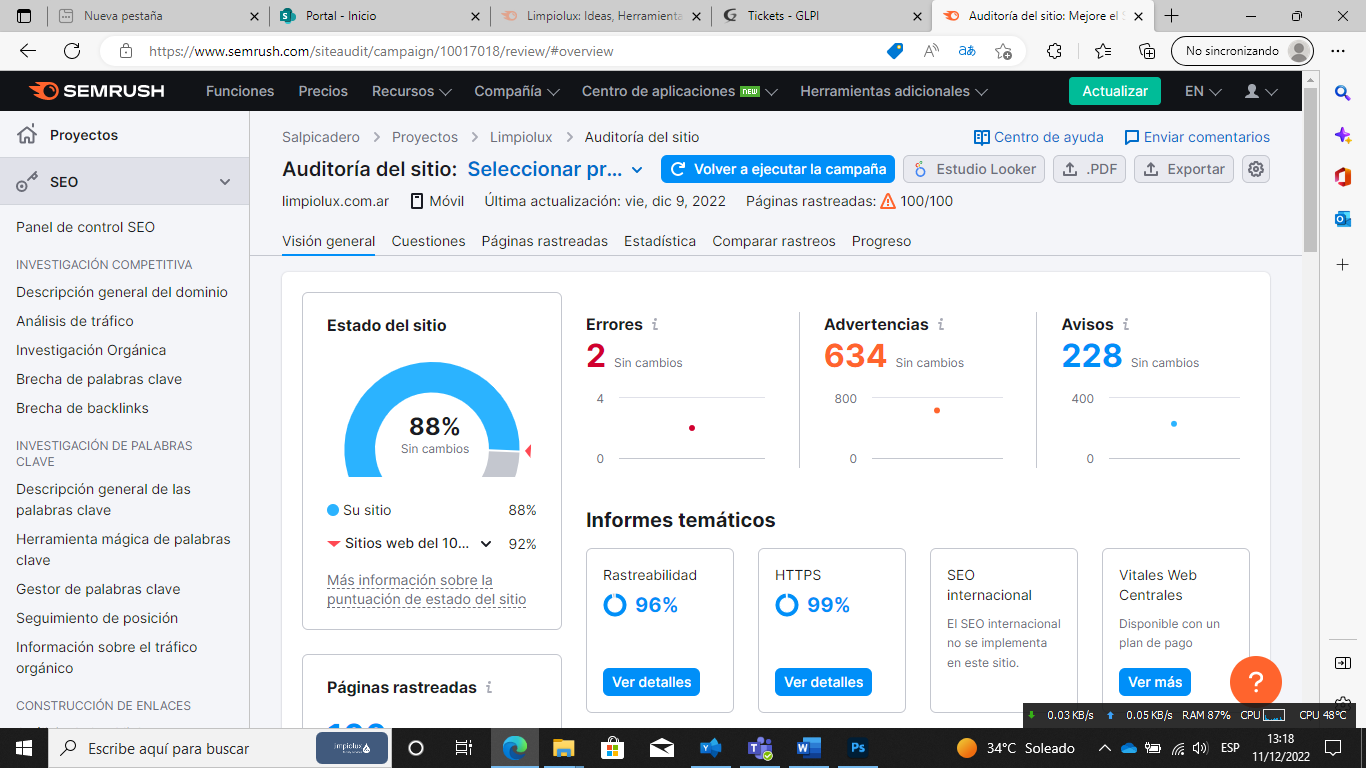 Nueva pestaña
Portal - Inicio
Limpiolux: Ideas, Herramienta
Tickets - GLPI
Auditoría del sitio: Mejore el S
https://www.semrush.com/siteaudit/campaign/10017018/review/#overview
No sincronizando
SEMRUSH
Funciones
Precios
Recursos
Compañía
Centro de aplicaciones NEW
Herramientas adicionales
Actualizar
EN
Proyectos
SEO
Panel de control SEO
INVESTIGACIÓN COMPETITIVA
Descripción general del dominio
Análisis de tráfico
Investigación Orgánica
Brecha de palabras clave
Brecha de backlinks
INVESTIGACIÓN DE PALABRAS
CLAVE
Descripción general de las
palabras clave
Herramienta mágica de palabras
clave
Gestor de palabras clave
Seguimiento de posición
Información sobre el tráfico
orgánico
CONSTRUCCIÓN DE ENLACES
Salpicadero > Proyectos > Limpiolux > Auditoría del sitio
Centro de ayuda
Enviar comentarios
Auditoría del sitio: Seleccionar pr...
Volver a ejecutar la campaña
Estudio Looker
.PDF
Exportar
limpiolux.com.ar
Móvil
Última actualización: vie, dic 9, 2022
Páginas rastreadas: 100/100
Visión general
Cuestiones
Páginas rastreadas
Estadística
Comparar rastreos
Progreso
Estado del sitio
88%
Sin cambios
Su sitio 88%
Sitios web del 10... 92%
Más información sobre la
puntuación de estado del sitio
Páginas rastreadas
Errores
2 Sin cambios
4
0
Advertencias
634 Sin cambios
800
0
Avisos
228 Sin cambios
400
0
Informes temáticos
Rastreabilidad
96%
Ver detalles
HTTPS
99%
Ver detalles
SEO
internacional
El SEO internacional
no se implementa
en este sitio.
Vitales Web
Centrales
Disponible con un
plan de pago
Ver más
?
0.03 KB/s
0.05 KB/s
RAM 87%
CPU
CPU 48°C
Escribe aquí para buscar
limpiolux
34°C Soleado
ESP
13:18
11/12/2022